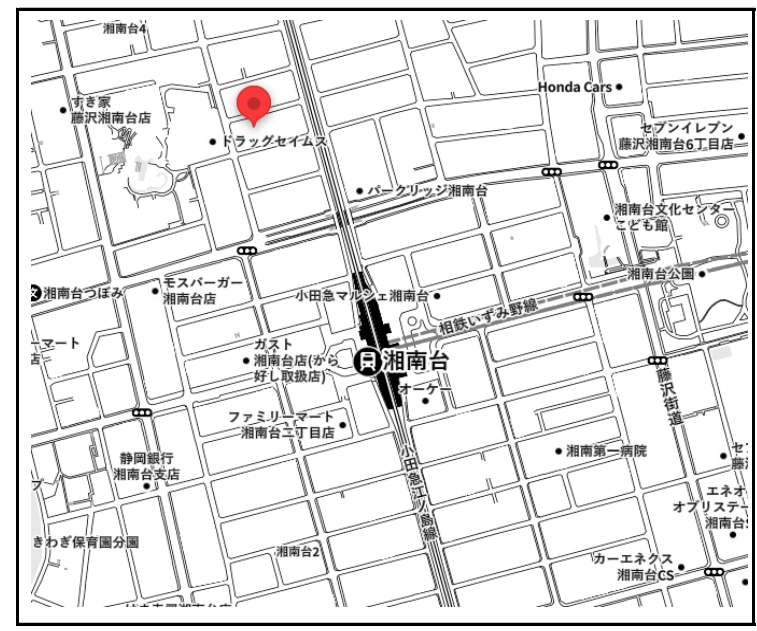 湘南台4
Honda Cars
すき家
藤沢湘南台店
セブンイレブン
藤沢湘南台6丁目店
ドラッグセイムス
パークリッジ湘南台
湘南台文化センター
こども館
湘南台公園
モスバーガー
湘南台店
湘南台つぼみ
小田急マルシェ湘南台
相鉄いずみ野線
ーマート
店
ガスト
湘南台店(から
好し取扱店)
湘南台
オーケー
藤沢街道
ファミリーマート
湘南台二丁目店
小田急江ノ島線
湘南第一病院
静岡銀行
湘南台支店
セブ
藤沢
プ
エネオ
オブリステー
湘南台S
きわぎ保育園分園
湘南台2
カーエネクス
湘南台CS